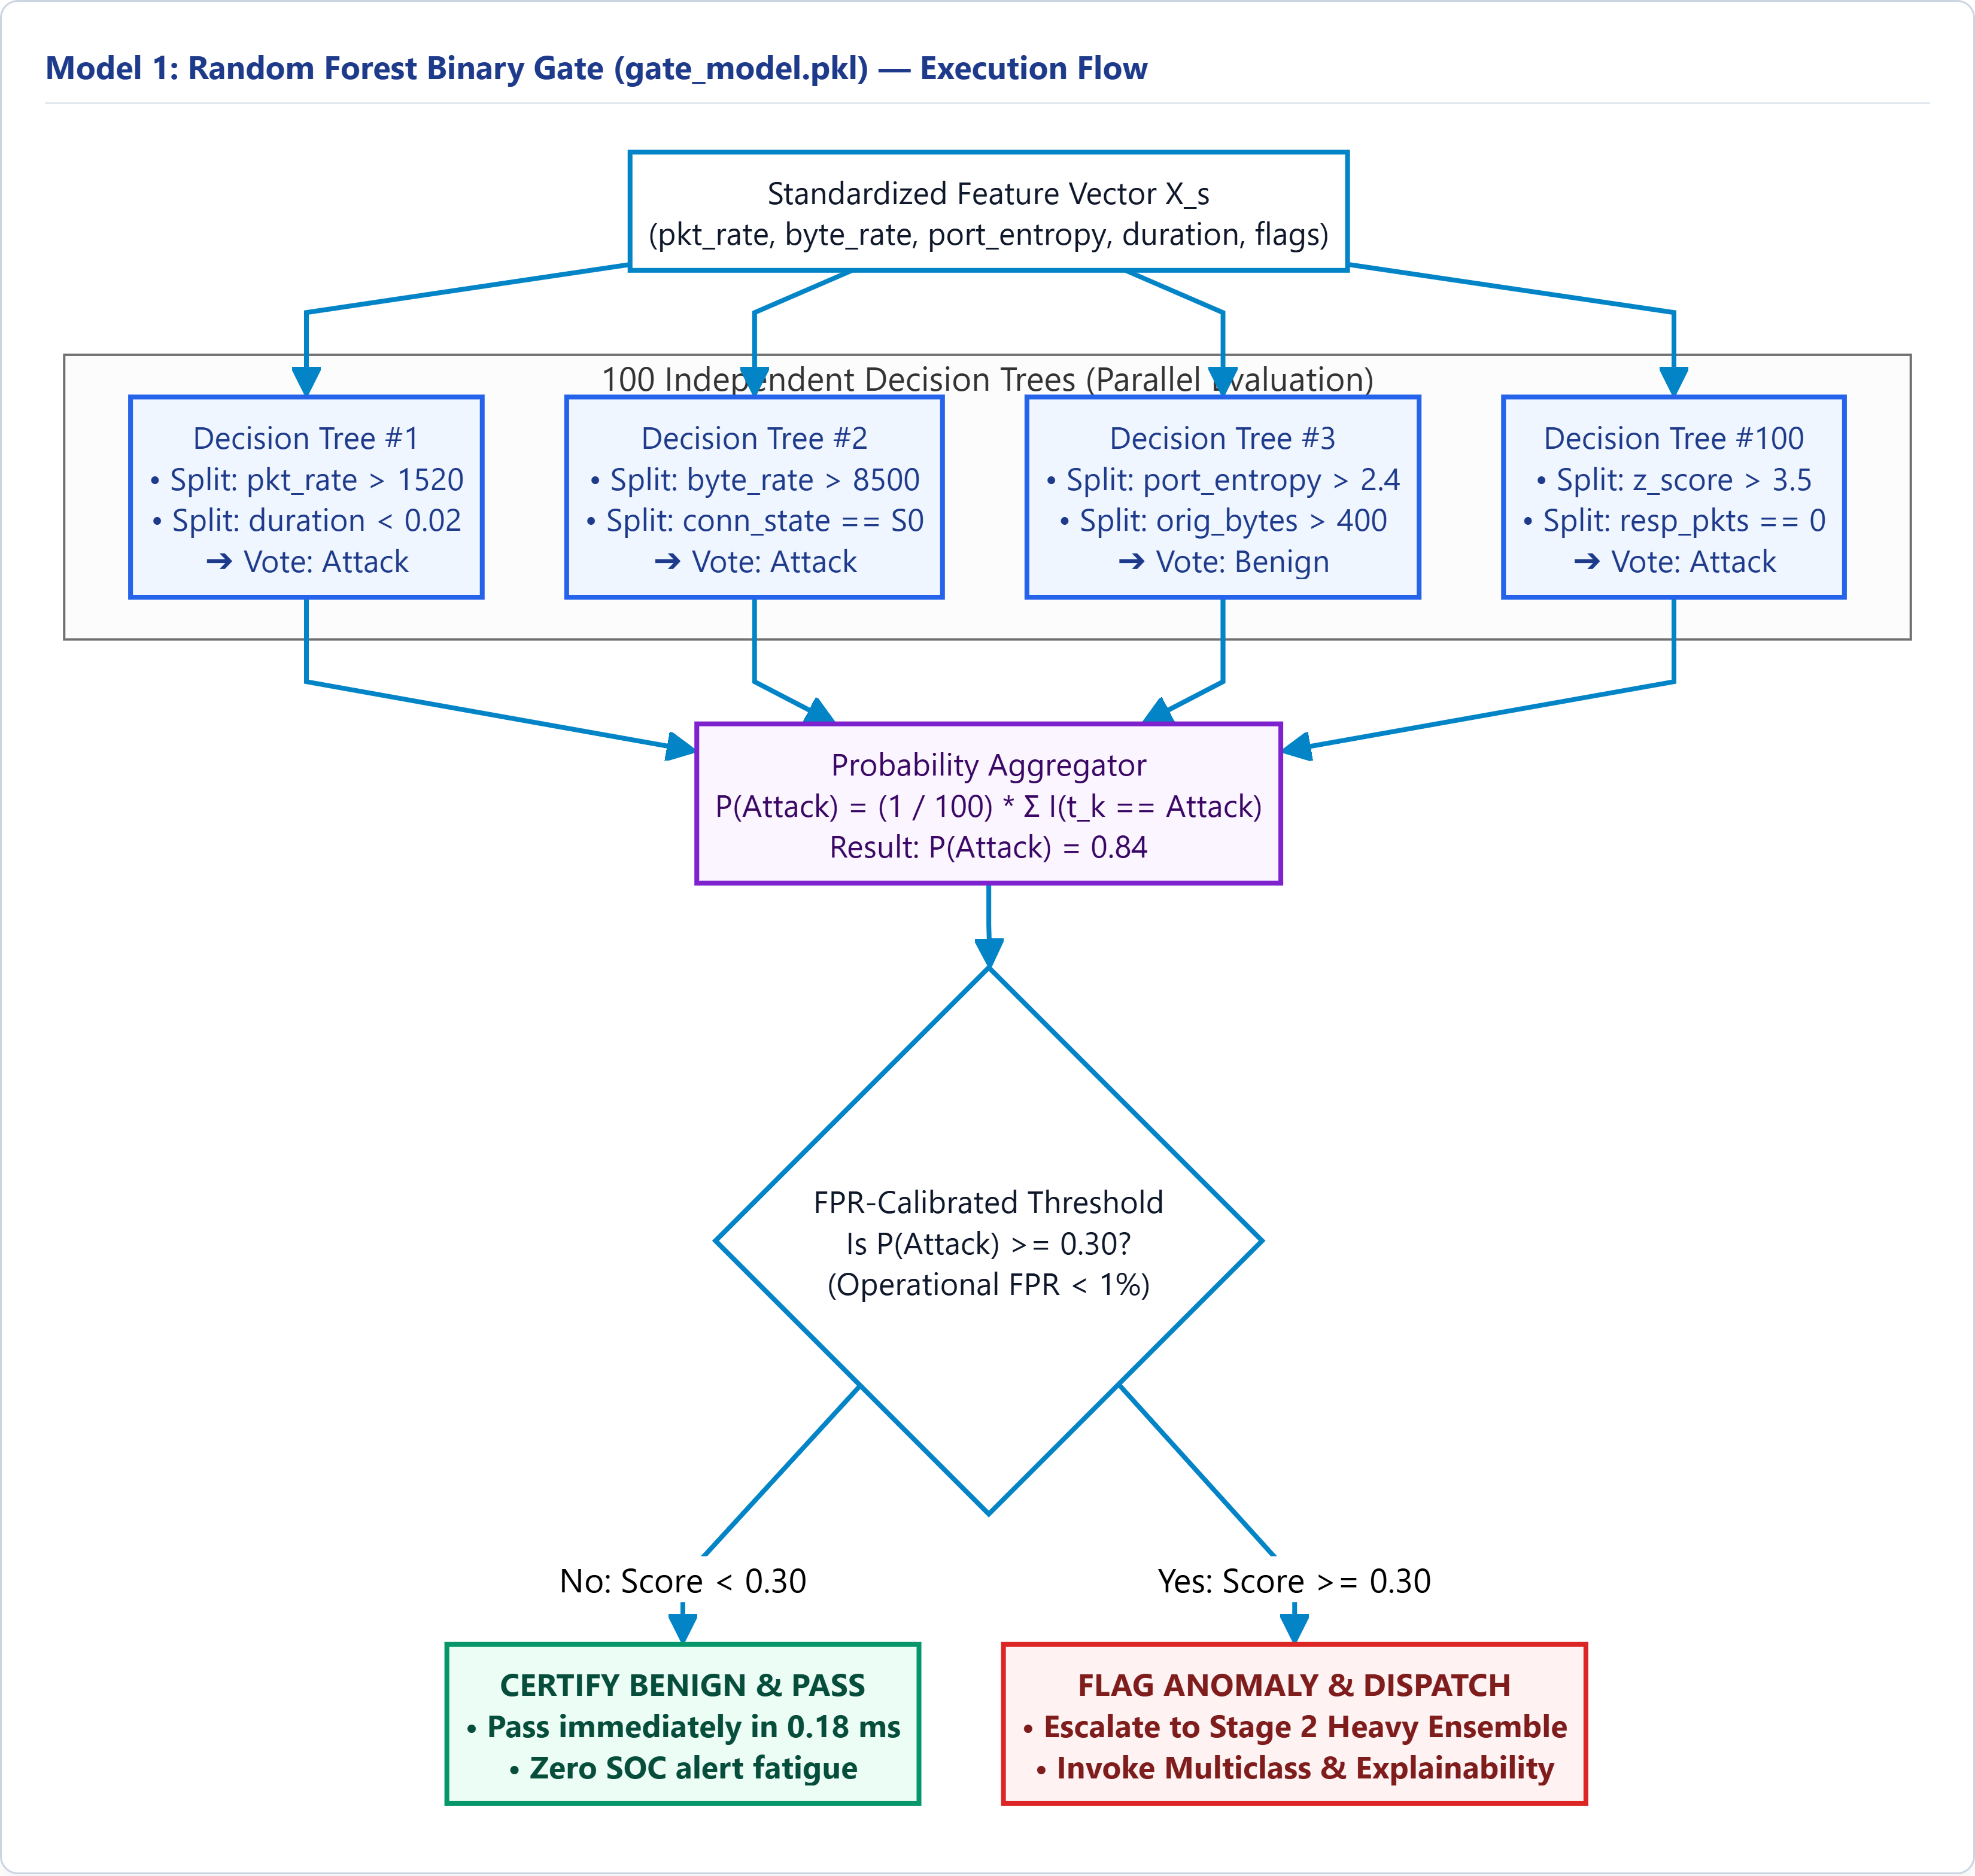 Model 1: Random Forest Binary Gate (gate_model.pkl) — Execution Flow
Standardized Feature Vector X_s
(pkt_rate, byte_rate, port_entropy, duration, flags)
100 Independent Decision Trees (Parallel Evaluation)
Decision Tree #1
• Split: pkt_rate > 1520
• Split: duration < 0.02
➔ Vote: Attack
Decision Tree #2
• Split: byte_rate > 8500
• Split: conn_state == S0
➔ Vote: Attack
Decision Tree #3
• Split: port_entropy > 2.4
• Split: orig_bytes > 400
➔ Vote: Benign
Decision Tree #100
• Split: z_score > 3.5
• Split: resp_pkts == 0
➔ Vote: Attack
Probability Aggregator
P(Attack) = (1 / 100) * Σ I(t_k == Attack)
Result: P(Attack) = 0.84
FPR-Calibrated Threshold
Is P(Attack) >= 0.30?
(Operational FPR < 1%)
No: Score < 0.30
Yes: Score >= 0.30
CERTIFY BENIGN & PASS
• Pass immediately in 0.18 ms
• Zero SOC alert fatigue
FLAG ANOMALY & DISPATCH
• Escalate to Stage 2 Heavy Ensemble
• Invoke Multiclass & Explainability